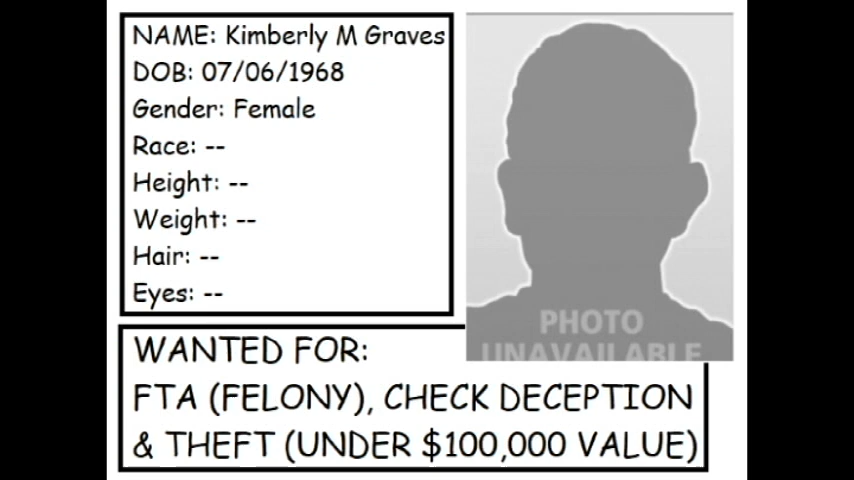 NAME: Kimberly M Graves
DOB: 07/06/1968
Gender: Female
Race: --
Height: --
Weight: --
Hair: --
Eyes: --
PHOTO
UNAVAILABLE
WANTED FOR:
FTA (FELONY), CHECK DECEPTION
& THEFT (UNDER $100,000 VALUE)